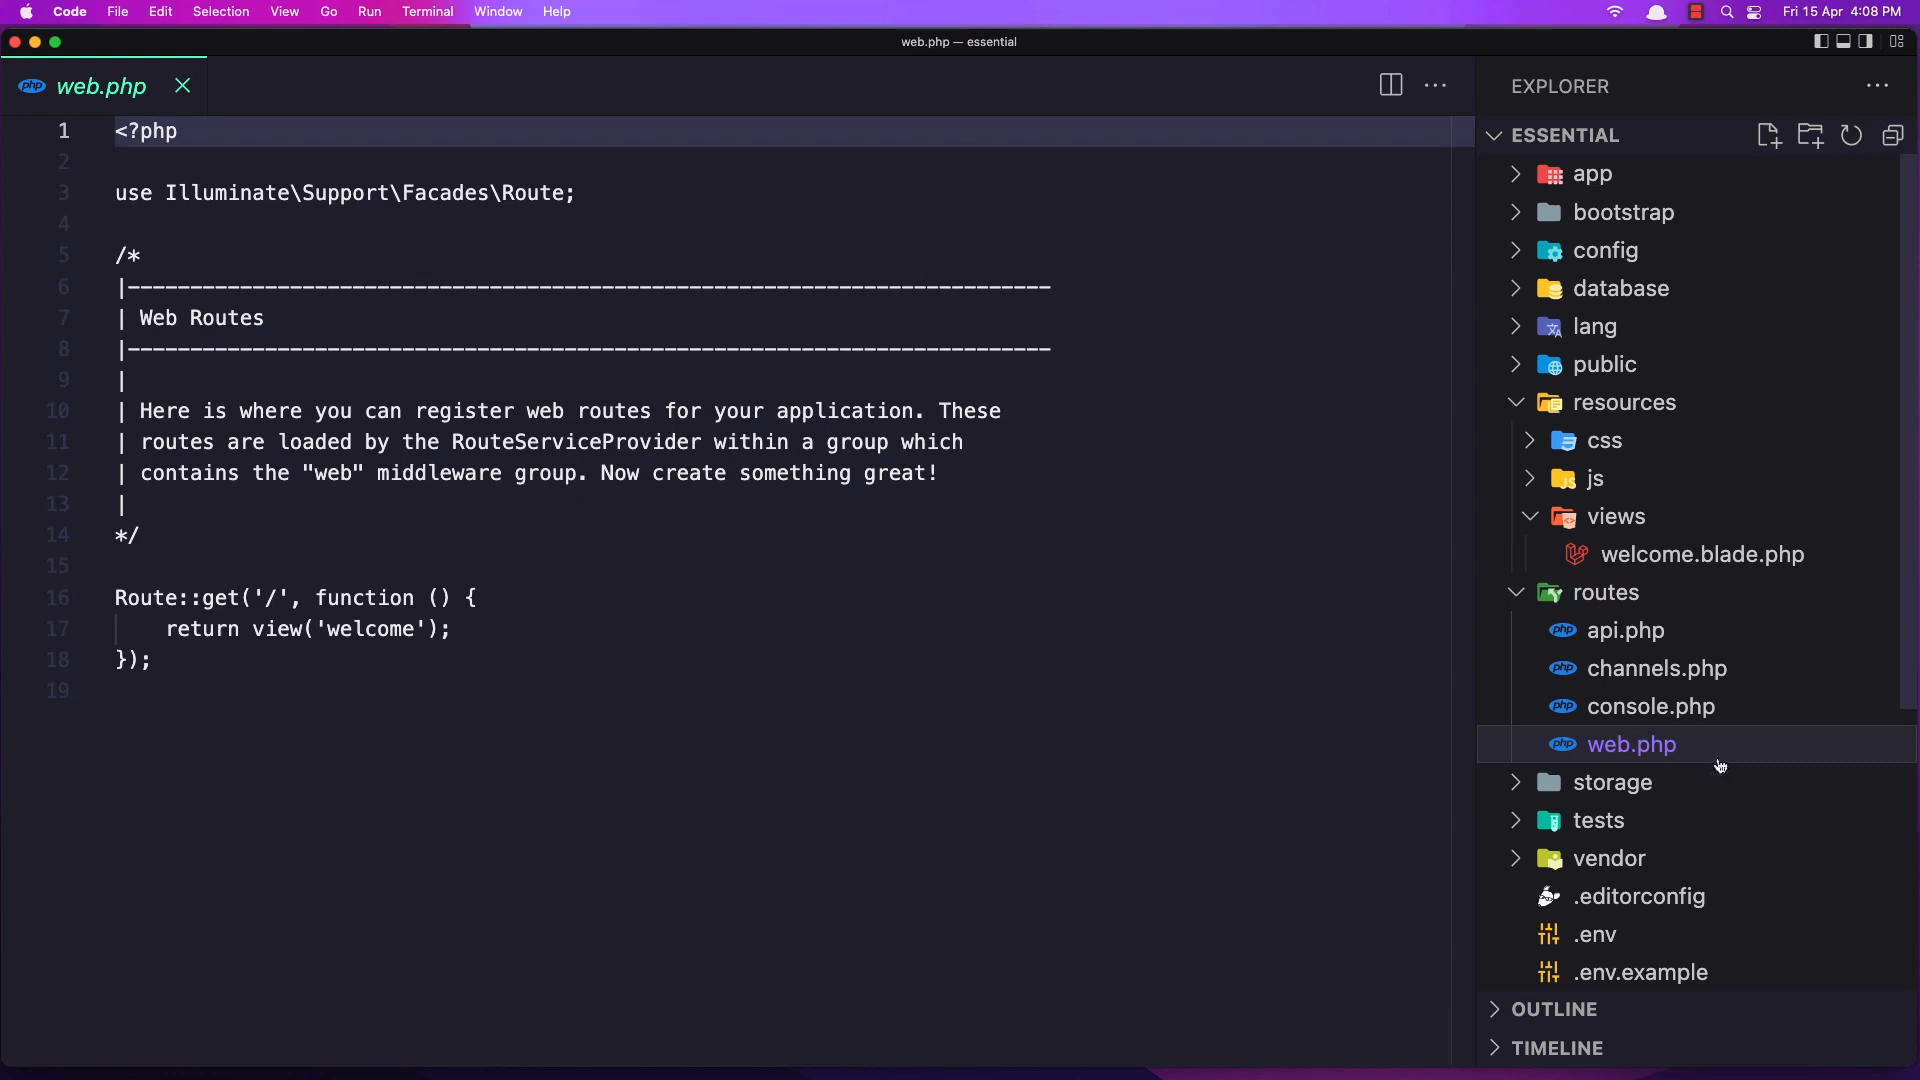 Code File Edit Selection View Go Run Terminal Window Help Fri 15 Apr 4:08 PM
web.php — essential
php web.php
1 <?php
2
3 use Illuminate\Support\Facades\Route;
4
5 /*
6 |--------------------------------------------------------------------------
7 | Web Routes
8 |--------------------------------------------------------------------------
9 |
10 | Here is where you can register web routes for your application. These
11 | routes are loaded by the RouteServiceProvider within a group which
12 | contains the "web" middleware group. Now create something great!
13 |
14 */
15
16 Route::get('/', function () {
17 return view('welcome');
18 });
19
EXPLORER
ESSENTIAL
app
bootstrap
config
database
lang
public
resources
css
JS js
views
welcome.blade.php
routes
php api.php
php channels.php
php console.php
php web.php
storage
tests
vendor
.editorconfig
.env
.env.example
OUTLINE
TIMELINE